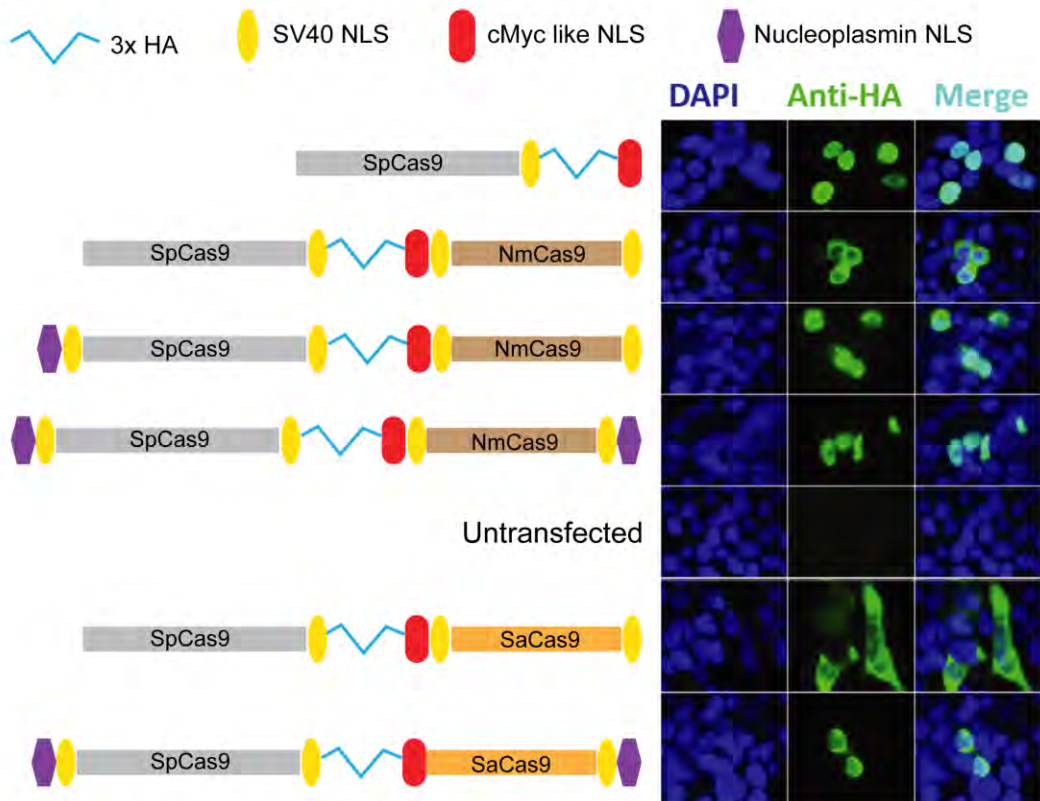 3x HA SV40 NLS cMyc like NLS Nucleoplasmin NLS
DAPI Anti-HA Merge
SpCas9
SpCas9 NmCas9
SpCas9 NmCas9
SpCas9 NmCas9
Untransfected
SpCas9 SaCas9
SpCas9 SaCas9